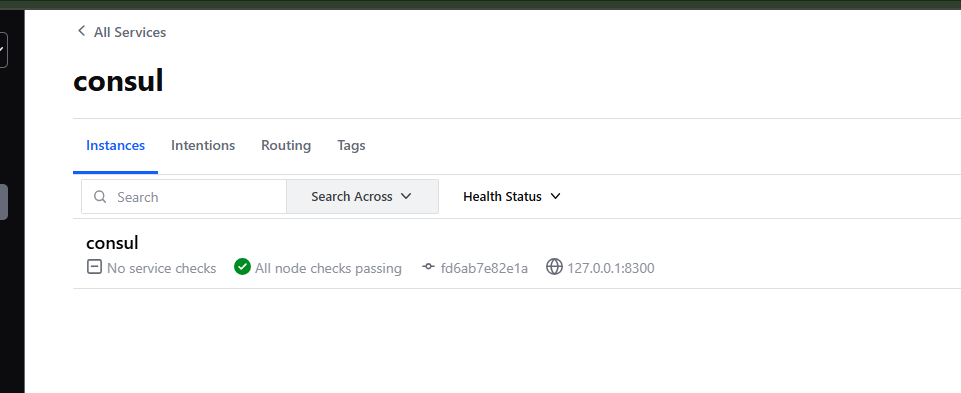 All Services
consul
Instances Intentions Routing Tags
Search Search Across Health Status
consul
No service checks All node checks passing fd6ab7e82e1a 127.0.0.1:8300